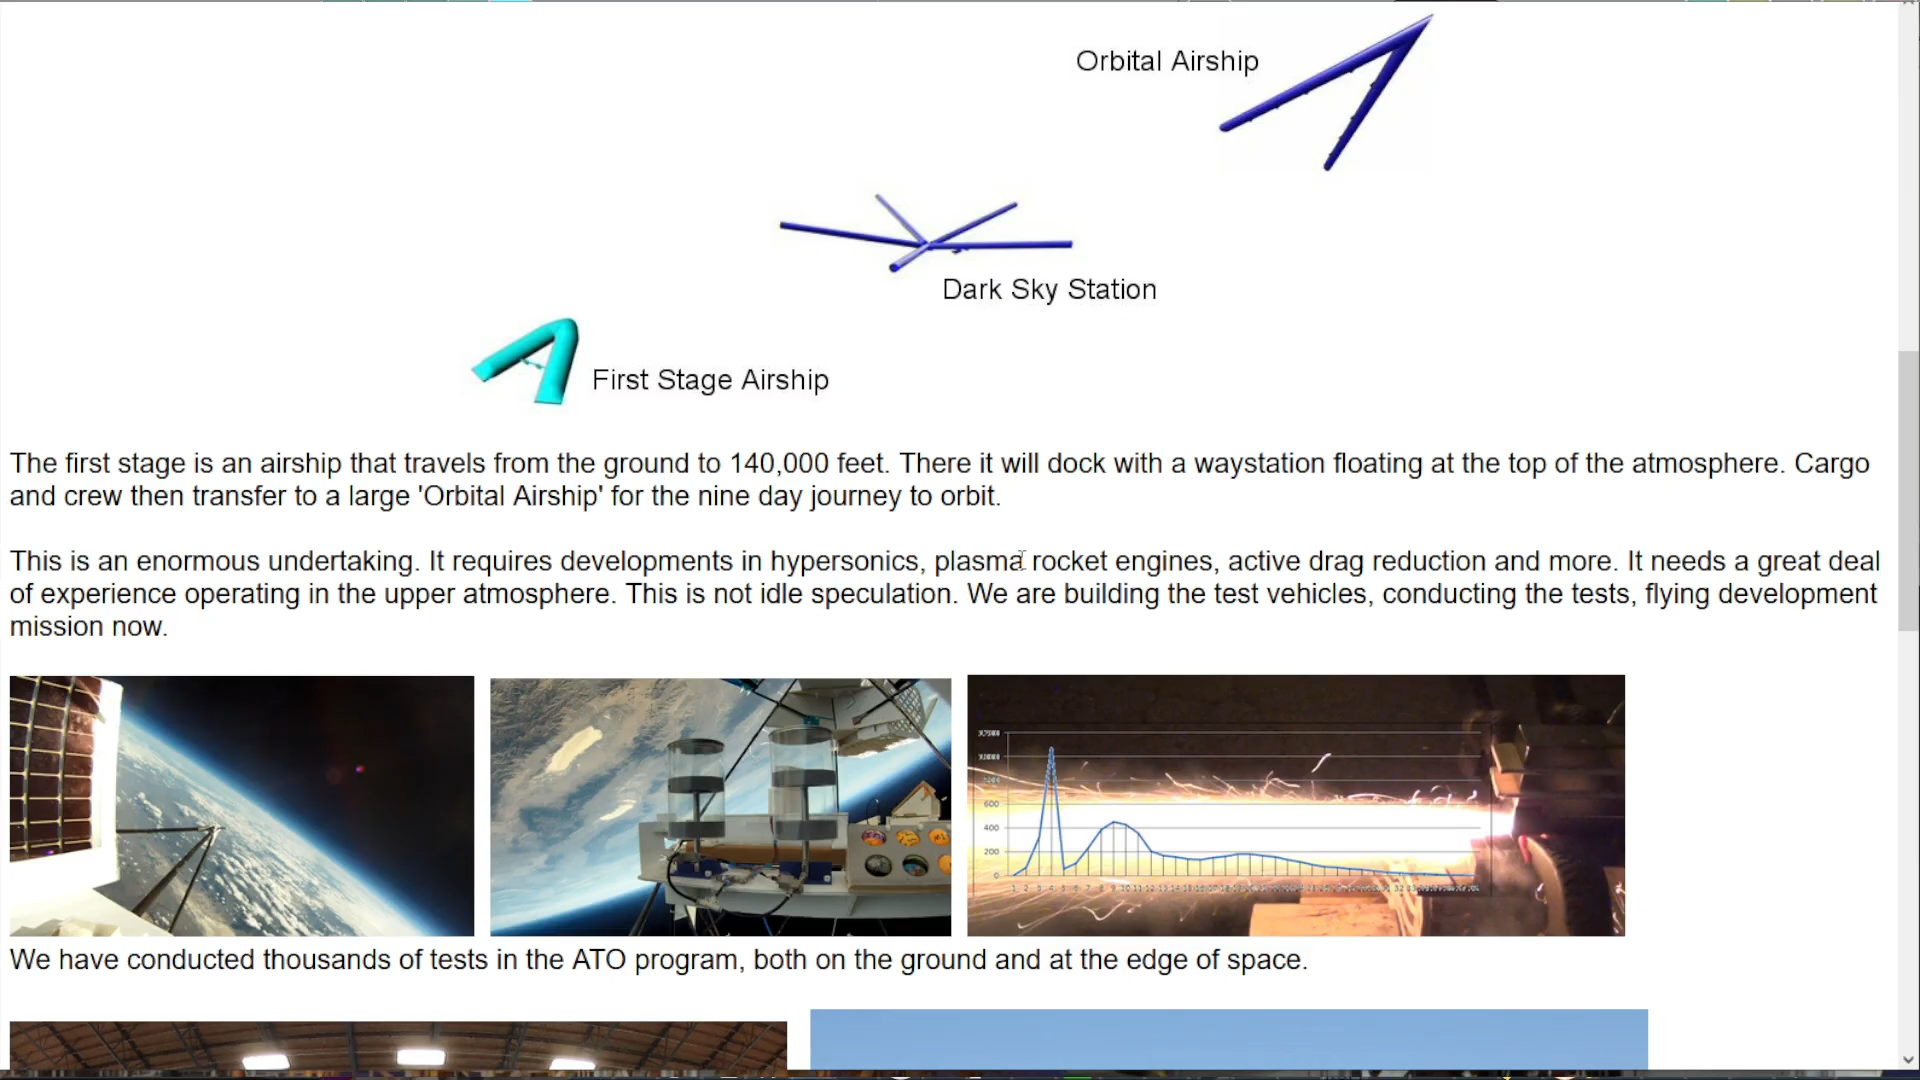 Orbital Airship
Dark Sky Station
First Stage Airship
The first stage is an airship that travels from the ground to 140,000 feet. There it will dock with a waystation floating at the top of the atmosphere. Cargo
and crew then transfer to a large 'Orbital Airship' for the nine day journey to orbit.
This is an enormous undertaking. It requires developments in hypersonics, plasma rocket engines, active drag reduction and more. It needs a great deal
of experience operating in the upper atmosphere. This is not idle speculation. We are building the test vehicles, conducting the tests, flying development
mission now.
600
400
200
0
We have conducted thousands of tests in the ATO program, both on the ground and at the edge of space.